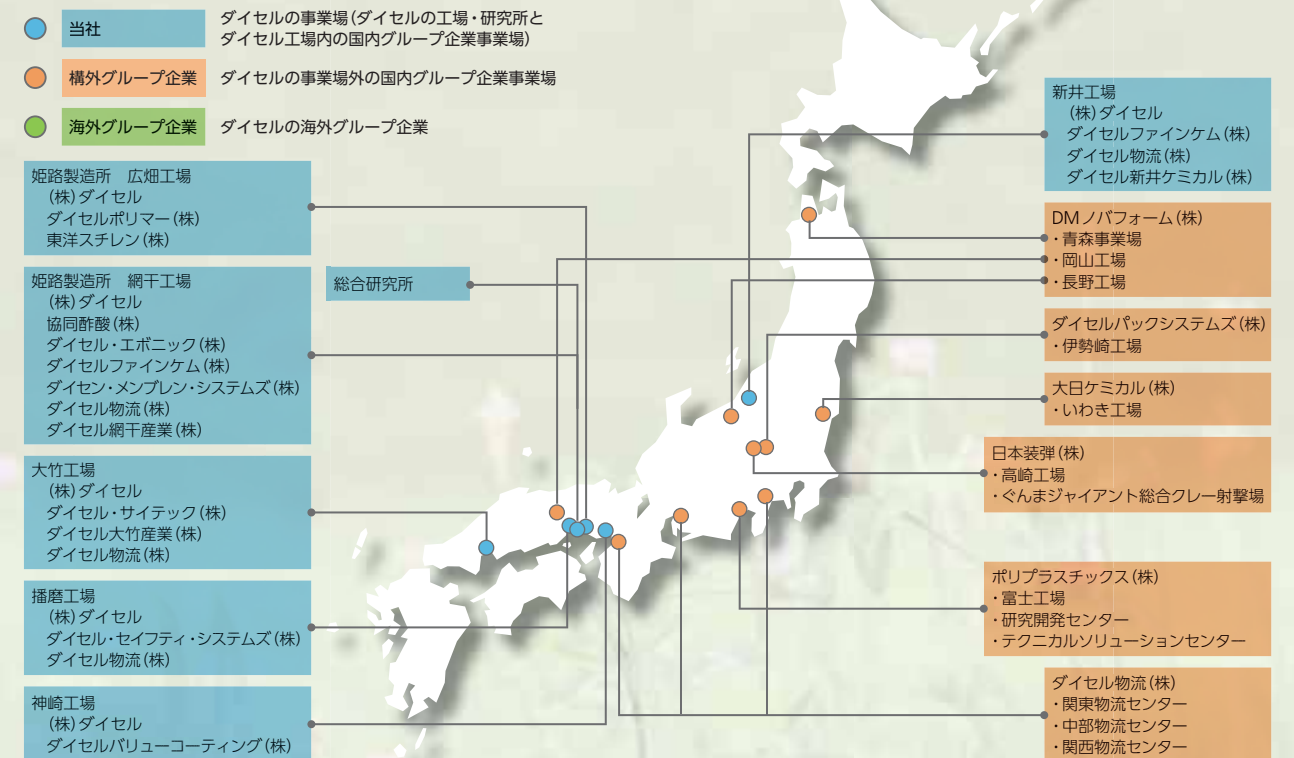 当社
ダイセルの事業場(ダイセルの工場・研究所と
ダイセル工場内の国内グループ企業事業場)
構外グループ企業
ダイセルの事業場外の国内グループ企業事業場
海外グループ企業
ダイセルの海外グループ企業
姫路製造所 広畑工場
(株)ダイセル
ダイセルポリマー(株)
東洋スチレン(株)
姫路製造所 網干工場
(株)ダイセル
協同酢酸(株)
ダイセル・エボニック(株)
ダイセルファインケム(株)
ダイセン・メンブレン・システムズ(株)
ダイセル物流(株)
ダイセル網干産業(株)
総合研究所
大竹工場
(株)ダイセル
ダイセル・サイテック(株)
ダイセル大竹産業(株)
ダイセル物流(株)
播磨工場
(株)ダイセル
ダイセル・セイフティ・システムズ(株)
ダイセル物流(株)
神崎工場
(株)ダイセル
ダイセルバリューコーティング(株)
新井工場
(株)ダイセル
ダイセルファインケム(株)
ダイセル物流(株)
ダイセル新井ケミカル(株)
DMノバフォーム(株)
・青森事業場
・岡山工場
・長野工場
ダイセルパックシステムズ(株)
・伊勢崎工場
大日ケミカル(株)
・いわき工場
日本装弾(株)
・高崎工場
・ぐんまジャイアント総合クレー射撃場
ポリプラスチックス(株)
・富士工場
・研究開発センター
・テクニカルソリューションセンター
ダイセル物流(株)
・関東物流センター
・中部物流センター
・関西物流センター